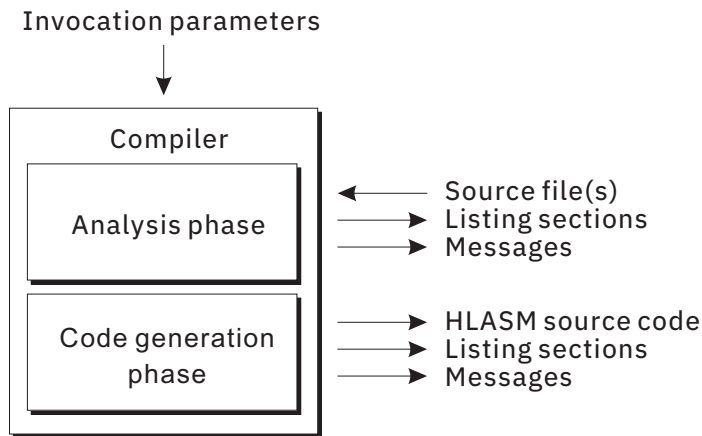 Invocation parameters
Compiler
Analysis phase
Source file(s)
Listing sections
Messages
Code generation
phase
HLASM source code
Listing sections
Messages